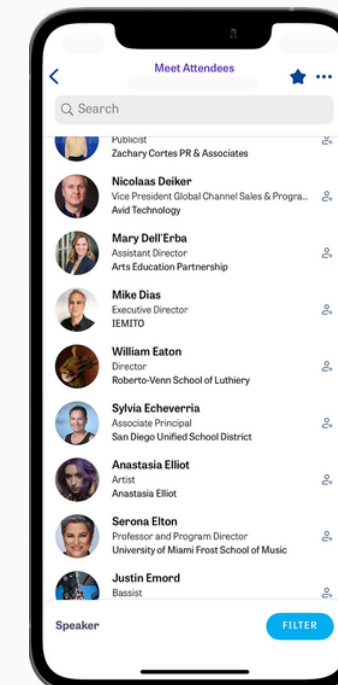 Meet Attendees
Search
Publicist
Zachary Cortes PR & Associates
Nicolaas Deiker
Vice President Global Channel Sales & Progra...
Avid Technology
Mary Dell'Erba
Assistant Director
Arts Education Partnership
Mike Dias
Executive Director
IEMITO
William Eaton
Director
Roberto-Venn School of Luthiery
Sylvia Echeverria
Associate Principal
San Diego Unified School District
Anastasia Elliot
Artist
Anastasia Elliot
Serona Elton
Professor and Program Director
University of Miami Frost School of Music
Justin Emord
Bassist
Speaker
FILTER